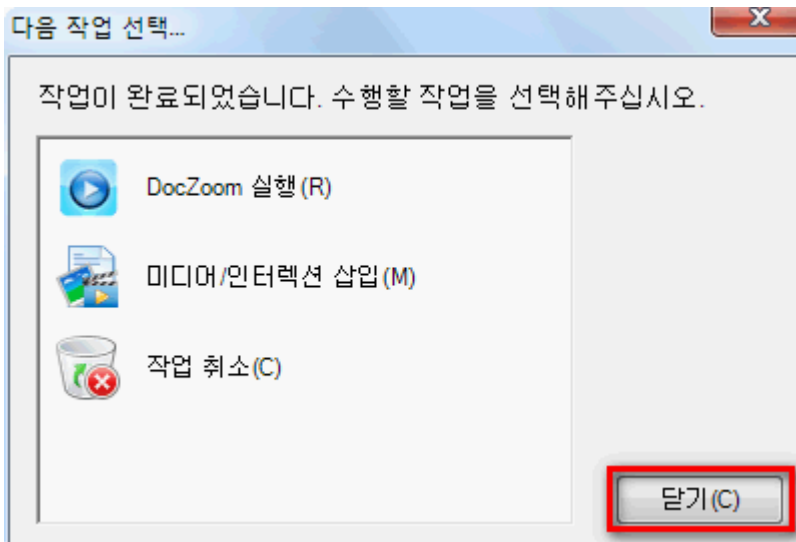 다음 작업 선택...
작업이 완료되었습니다. 수행할 작업을 선택해주십시오.
DocZoom 실행(R)
미디어/인터렉션 삽입(M)
작업 취소(C)
닫기(C)